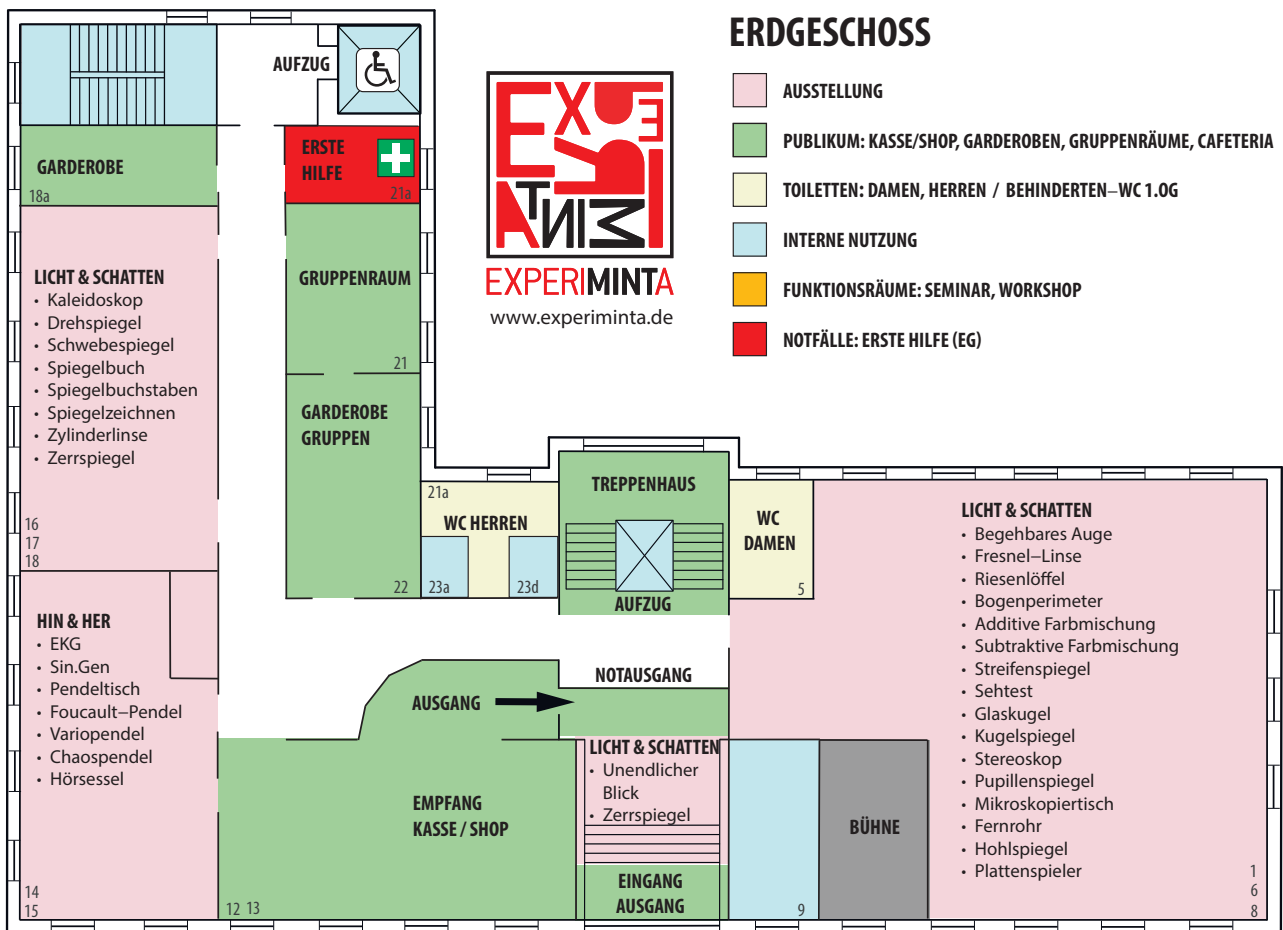 ERDGESCHOSS
AUSSTELLUNG
PUBLIKUM: KASSE/SHOP, GARDEROBEN, GRUPPENRÄUME, CAFETERIA
TOILETTEN: DAMEN, HERREN / BEHINDERTEN–WC 1.OG
INTERNE NUTZUNG
FUNKTIONSRÄUME: SEMINAR, WORKSHOP
NOTFÄLLE: ERSTE HILFE (EG)
EXPERIMINTA
EXPERIMINTA
www.experiminta.de
AUFZUG
GARDEROBE
18a
ERSTE
HILFE
21a
LICHT & SCHATTEN
• Kaleidoskop
• Drehspiegel
• Schwebespiegel
• Spiegelbuch
• Spiegelbuchstaben
• Spiegelzeichnen
• Zylinderlinse
• Zerrspiegel
16
17
18
GRUPPENRAUM
21
GARDEROBE
GRUPPEN
22
21a
WC HERREN
23a
23d
TREPPENHAUS
AUFZUG
WC
DAMEN
5
HIN & HER
• EKG
• Sin.Gen
• Pendeltisch
• Foucault–Pendel
• Variopendel
• Chaospendel
• Hörsessel
14
15
AUSGANG
NOTAUSGANG
EMPFANG
KASSE / SHOP
12 13
LICHT & SCHATTEN
• Unendlicher
Blick
• Zerrspiegel
EINGANG
AUSGANG
9
BÜHNE
LICHT & SCHATTEN
• Begehbares Auge
• Fresnel–Linse
• Riesenlöffel
• Bogenperimeter
• Additive Farbmischung
• Subtraktive Farbmischung
• Streifenspiegel
• Sehtest
• Glaskugel
• Kugelspiegel
• Stereoskop
• Pupillenspiegel
• Mikroskopiertisch
• Fernrohr
• Hohlspiegel
• Plattenspieler
1
6
8